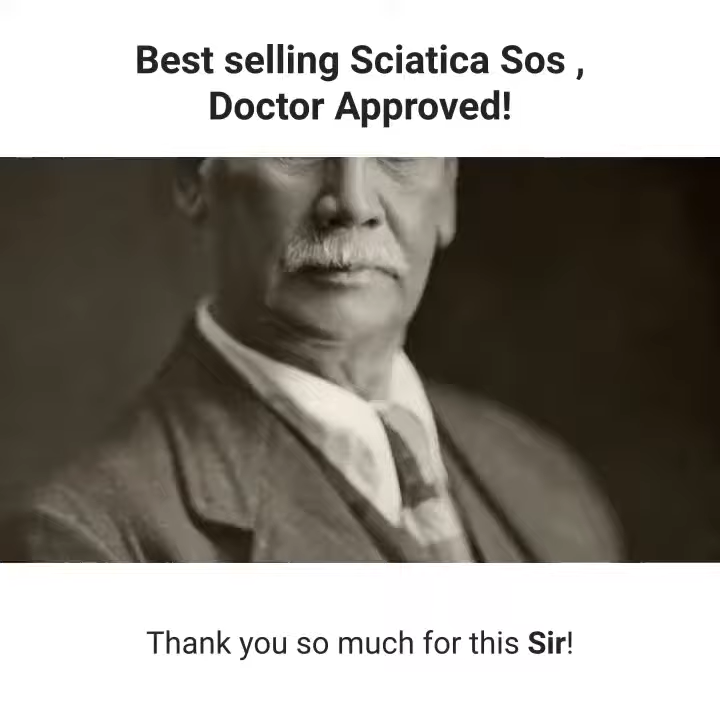 Best selling Sciatica Sos ,
Doctor Approved!
Thank you so much for this Sir!